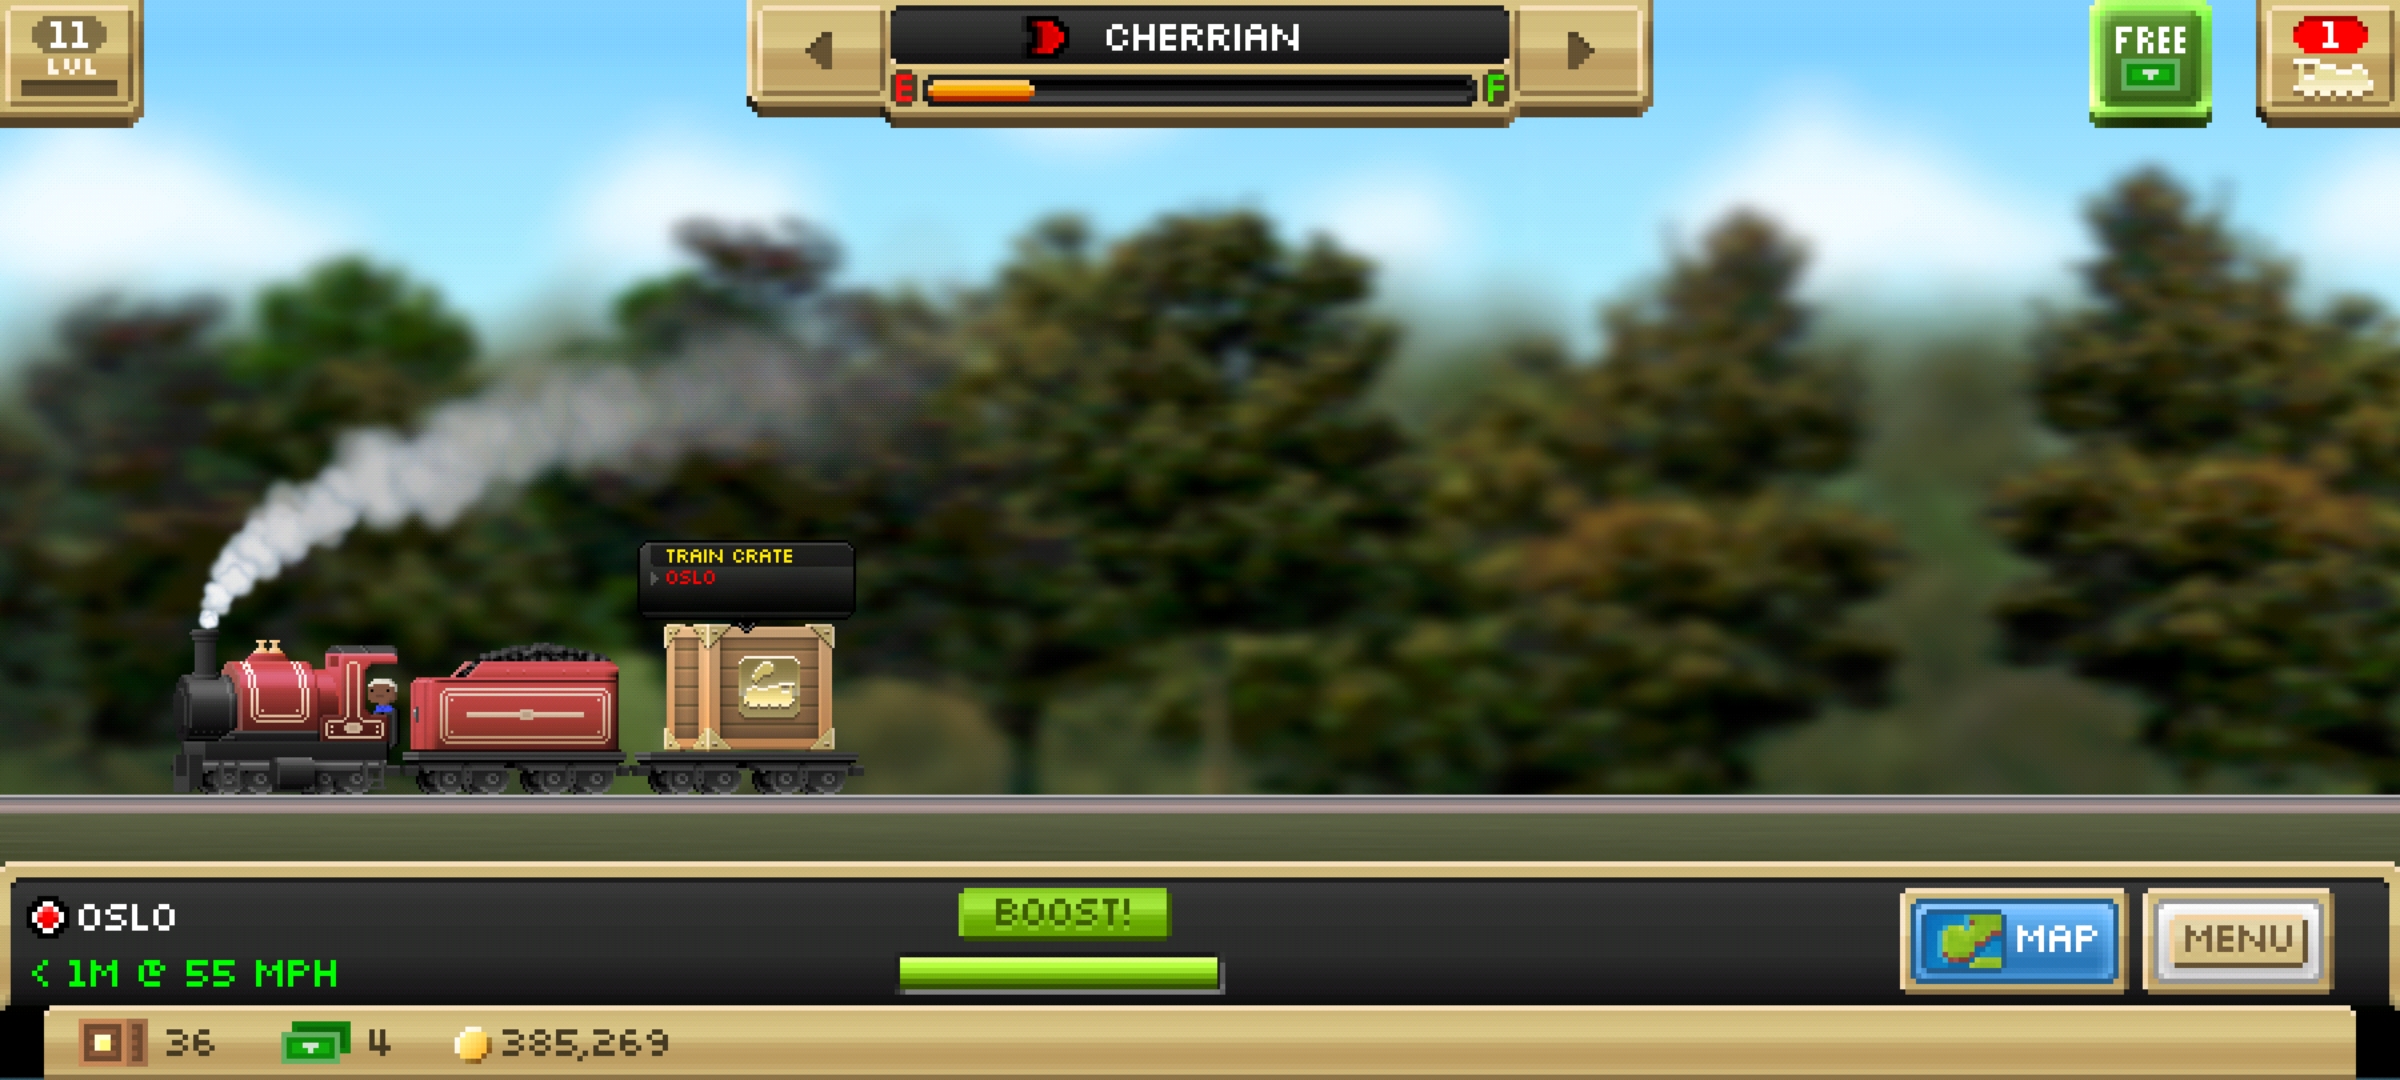 11
LVL
CHERRIAN
E F
FREE
1
TRAIN CRATE
OSLO
OSLO
< 1M @ 55 MPH
BOOST!
MAP
MENU
36
4
385,269